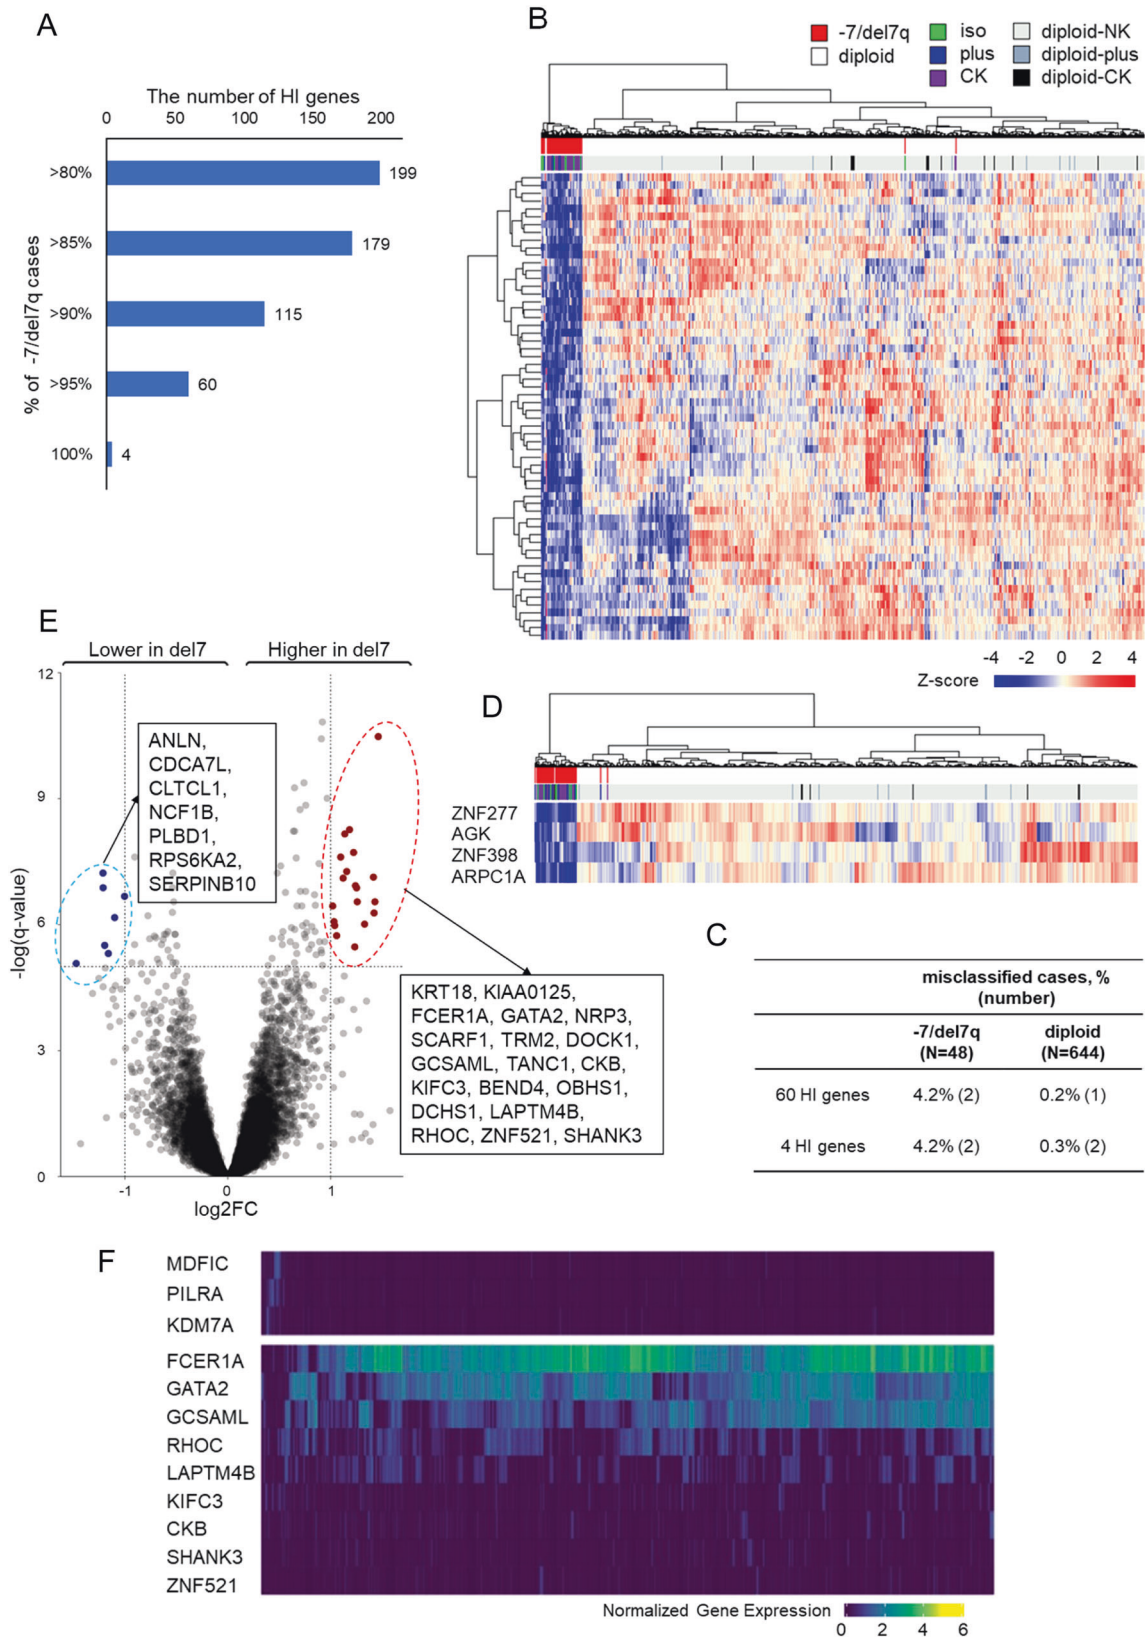 A
The number of HI genes
0 50 100 150 200
% of -7/del7q cases
>80% 199
>85% 179
>90% 115
>95% 60
100% 4
B
-7/del7q iso diploid-NK
diploid plus diploid-plus
CK diploid-CK
Z-score -4 -2 0 2 4
E
Lower in del7 Higher in del7
12
9
6
3
0
-log(q-value)
-1 0 1
log2FC
ANLN,
CDCA7L,
CLTCL1,
NCF1B,
PLBD1,
RPS6KA2,
SERPINB10
KRT18, KIAA0125,
FCER1A, GATA2, NRP3,
SCARF1, TRM2, DOCK1,
GCSAML, TANC1, CKB,
KIFC3, BEND4, OBHS1,
DCHS1, LAPTM4B,
RHOC, ZNF521, SHANK3
D
ZNF277
AGK
ZNF398
ARPC1A
C
misclassified cases, %
(number)
-7/del7q diploid
(N=48) (N=644)
60 HI genes 4.2% (2) 0.2% (1)
4 HI genes 4.2% (2) 0.3% (2)
F
MDFIC
PILRA
KDM7A
FCER1A
GATA2
GCSAML
RHOC
LAPTM4B
KIFC3
CKB
SHANK3
ZNF521
Normalized Gene Expression
0 2 4 6